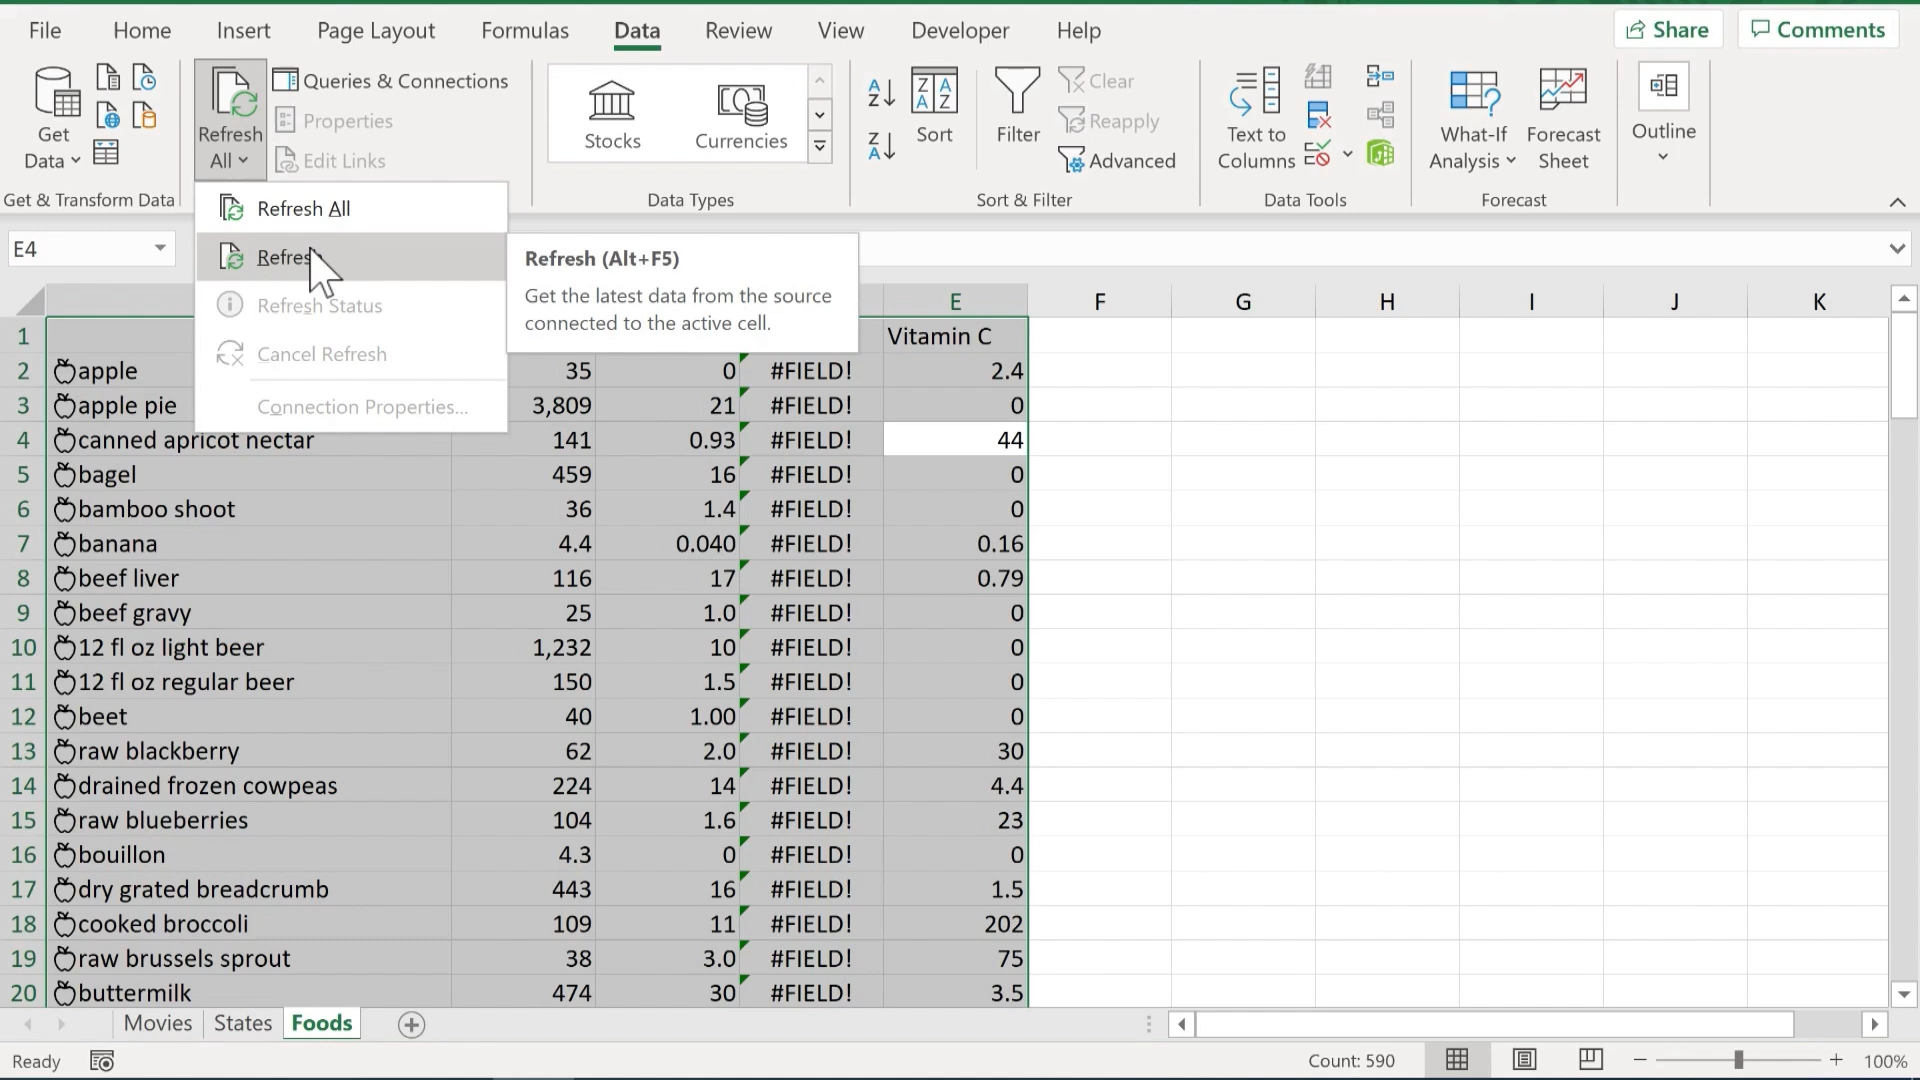 File Home Insert Page Layout Formulas Data Review View Developer Help Share Comments
Get Data
Refresh All
Queries & Connections
Properties
Edit Links
Stocks
Currencies
Sort
Filter
Clear
Reapply
Advanced
Text to Columns
What-If Analysis
Forecast Sheet
Outline
Get & Transform Data Data Types Sort & Filter Data Tools Forecast
Refresh All
Refresh
Refresh Status
Cancel Refresh
Connection Properties...
Refresh (Alt+F5)
Get the latest data from the source
connected to the active cell.
E4
E F G H I J K
1 Vitamin C
2 apple 35 0 #FIELD! 2.4
3 apple pie 3,809 21 #FIELD! 0
4 canned apricot nectar 141 0.93 #FIELD! 44
5 bagel 459 16 #FIELD! 0
6 bamboo shoot 36 1.4 #FIELD! 0
7 banana 4.4 0.040 #FIELD! 0.16
8 beef liver 116 17 #FIELD! 0.79
9 beef gravy 25 1.0 #FIELD! 0
10 12 fl oz light beer 1,232 10 #FIELD! 0
11 12 fl oz regular beer 150 1.5 #FIELD! 0
12 beet 40 1.00 #FIELD! 0
13 raw blackberry 62 2.0 #FIELD! 30
14 drained frozen cowpeas 224 14 #FIELD! 4.4
15 raw blueberries 104 1.6 #FIELD! 23
16 bouillon 4.3 0 #FIELD! 0
17 dry grated breadcrumb 443 16 #FIELD! 1.5
18 cooked broccoli 109 11 #FIELD! 202
19 raw brussels sprout 38 3.0 #FIELD! 75
20 buttermilk 474 30 #FIELD! 3.5
Movies States Foods
Ready Count: 590 100%